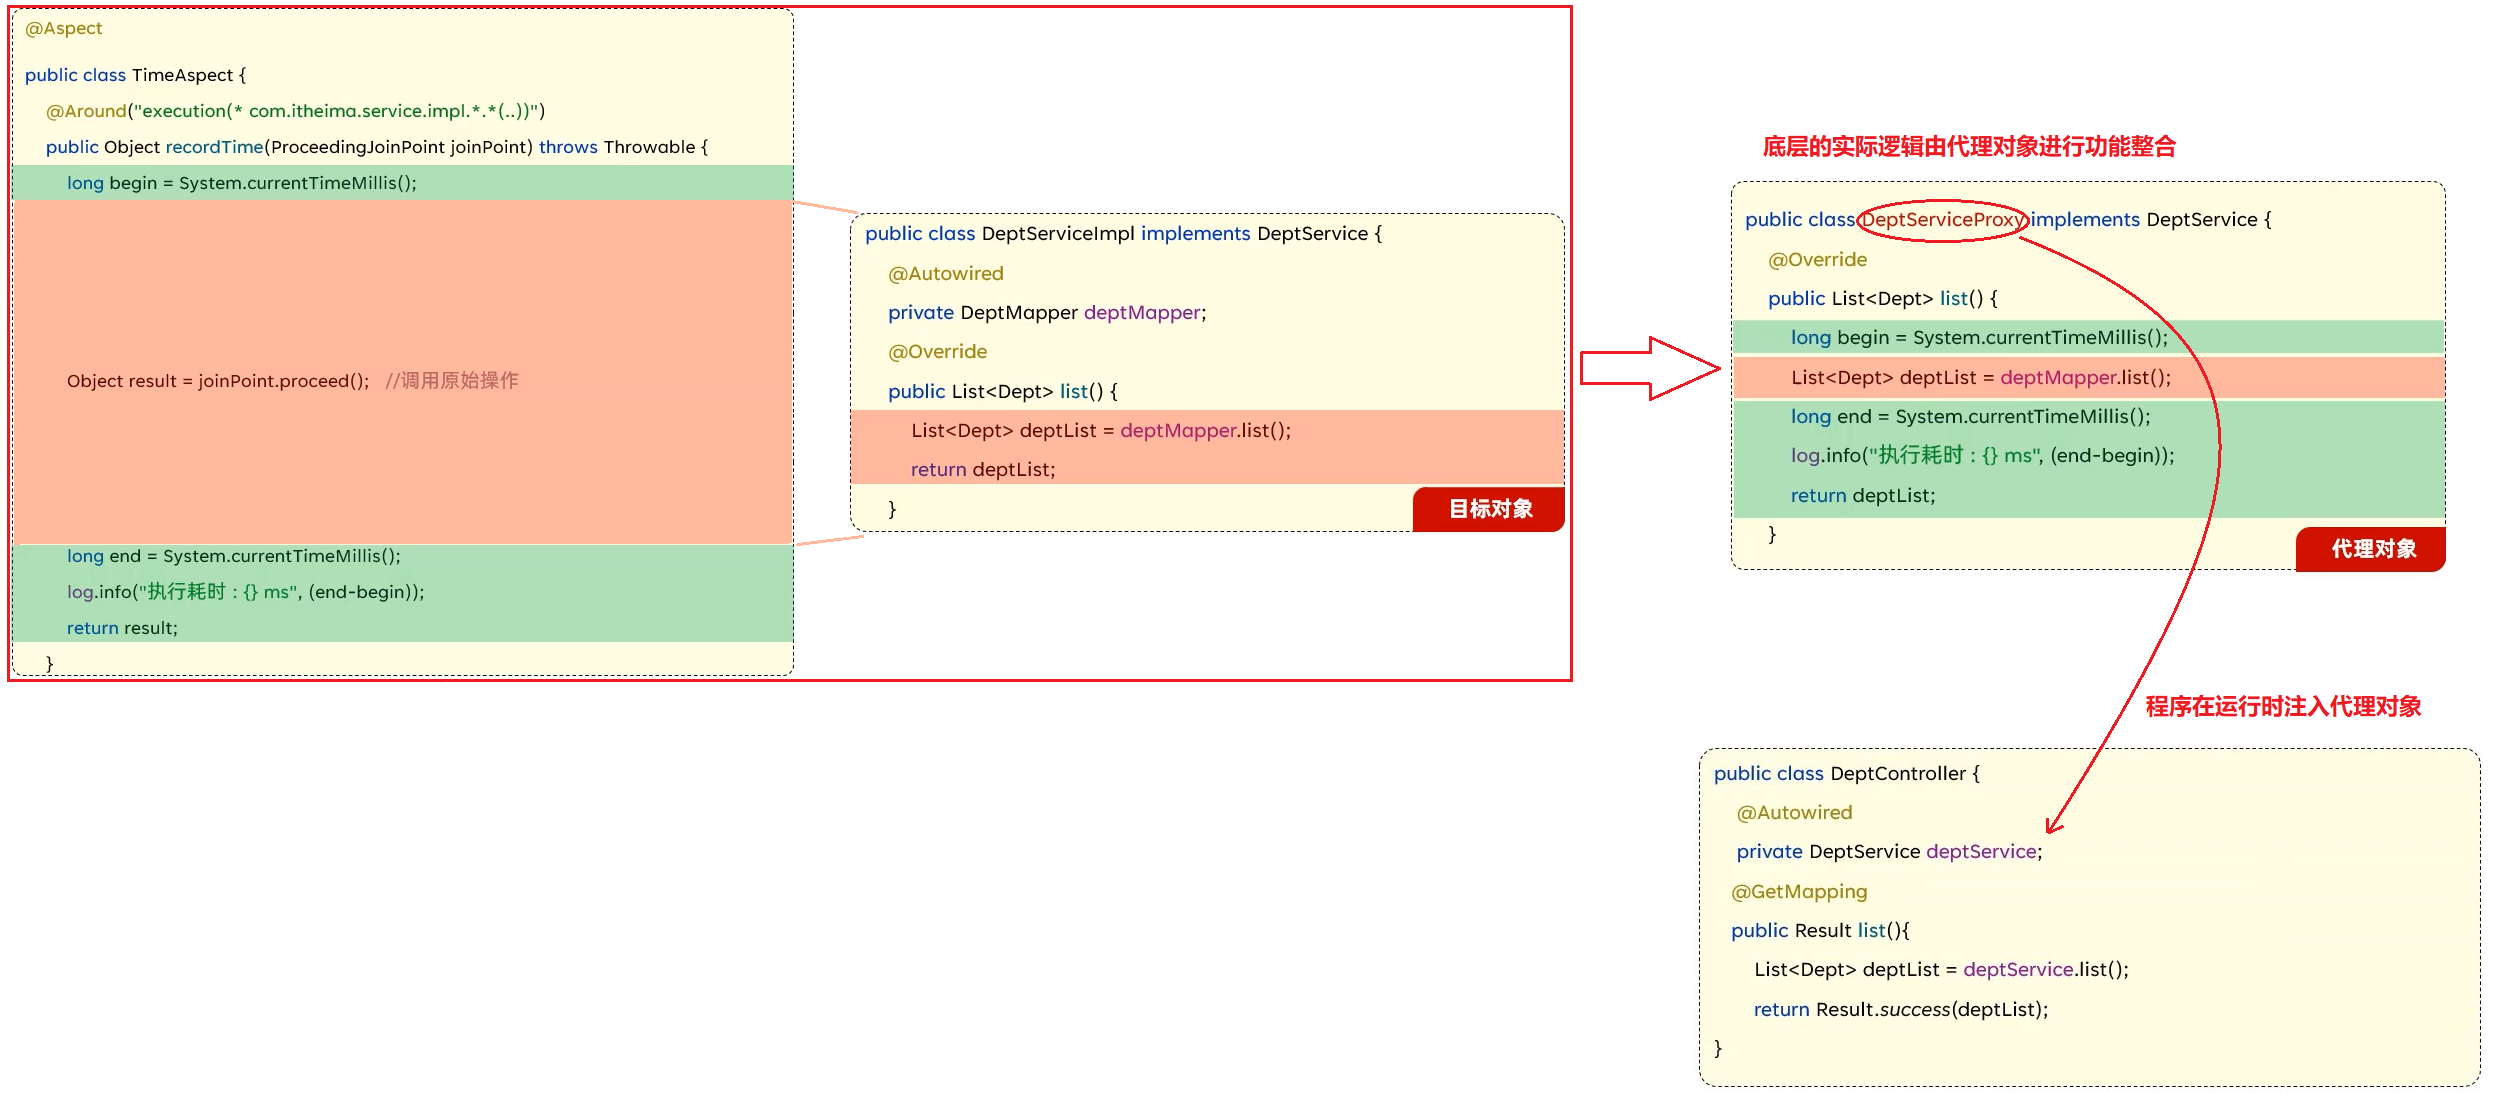 @Aspect
public class TimeAspect {
@Around("execution(* com.itheima.service.impl.*.*(..))")
public Object recordTime(ProceedingJoinPoint joinPoint) throws Throwable {
long begin = System.currentTimeMillis();
Object result = joinPoint.proceed(); //调用原始操作
long end = System.currentTimeMillis();
log.info("执行耗时 : {} ms", (end-begin));
return result;
}
public class DeptServiceImpl implements DeptService {
@Autowired
private DeptMapper deptMapper;
@Override
public List<Dept> list() {
List<Dept> deptList = deptMapper.list();
return deptList;
}
目标对象
底层的实际逻辑由代理对象进行功能整合
public class DeptServiceProxy implements DeptService {
@Override
public List<Dept> list() {
long begin = System.currentTimeMillis();
List<Dept> deptList = deptMapper.list();
long end = System.currentTimeMillis();
log.info("执行耗时 : {} ms", (end-begin));
return deptList;
}
代理对象
程序在运行时注入代理对象
public class DeptController {
@Autowired
private DeptService deptService;
@GetMapping
public Result list(){
List<Dept> deptList = deptService.list();
return Result.success(deptList);
}